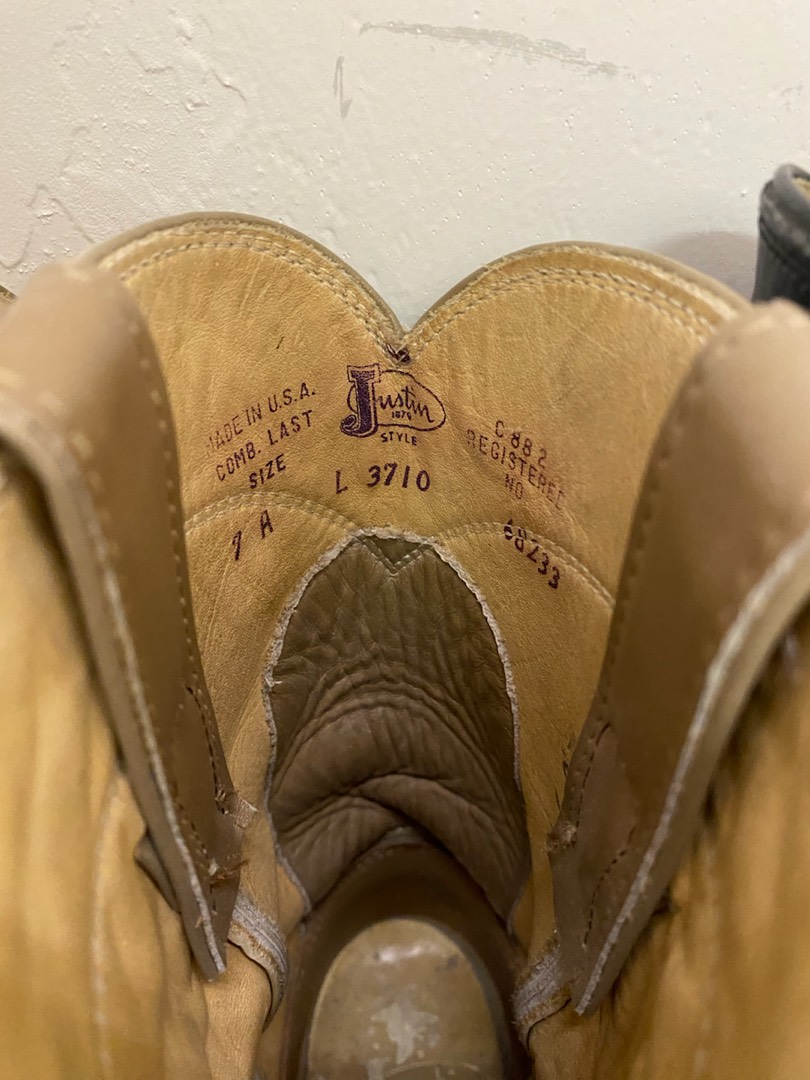 MADE IN U.S.A.
COMB. LAST
SIZE
7 A
Justin
1879
STYLE
L 3710
C 882
REGISTERED
NO
68233